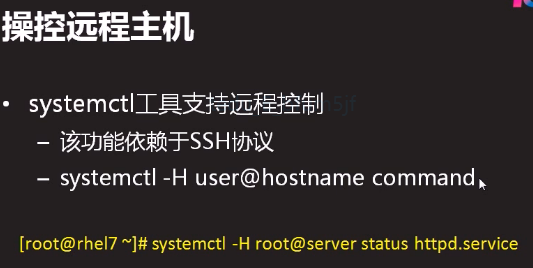 操控远程主机
• systemctl工具支持远程控制
– 该功能依赖于SSH协议
– systemctl -H user@hostname command
[root@rhel7 ~]# systemctl -H root@server status httpd.service